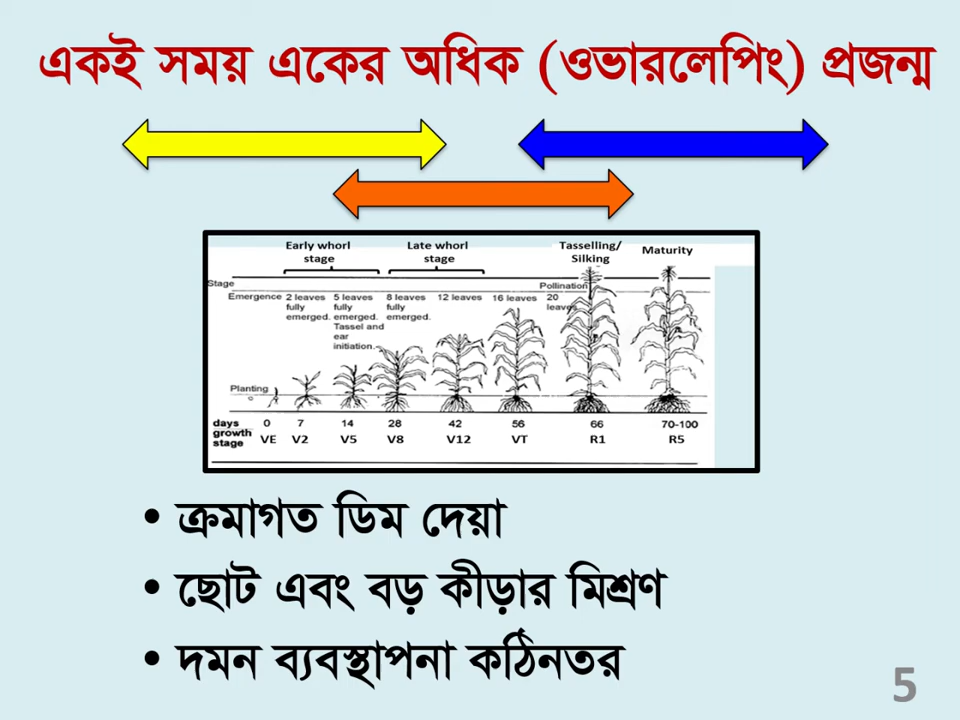 একই সময় একের অধিক (ওভারলেপিং) প্রজন্ম
Early whorl stage
Late whorl stage
Tasselling/ Silking
Maturity
Stage
Pollination
Emergence
2 leaves fully emerged.
5 leaves fully emerged. Tassel and ear initiation.
8 leaves fully emerged.
12 leaves
16 leaves
20 leaves
Planting
days 0 7 14 28 42 56 66 70-100
growth stage VE V2 V5 V8 V12 VT R1 R5
• ক্রমাগত ডিম দেয়া
• ছোট এবং বড় কীড়ার মিশ্রণ
• দমন ব্যবস্থাপনা কঠিনতর
5